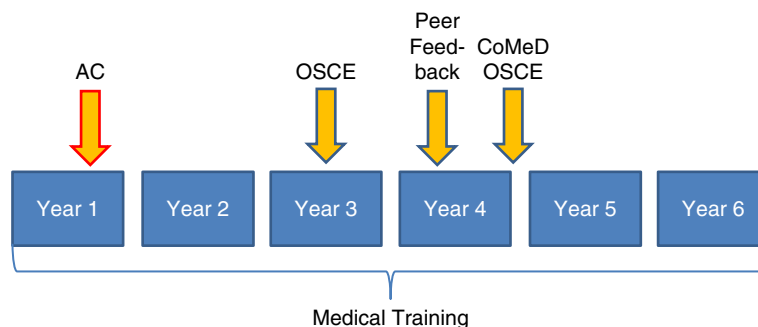 AC
OSCE
Peer
Feed-
back
CoMeD
OSCE
Year 1
Year 2
Year 3
Year 4
Year 5
Year 6
Medical Training